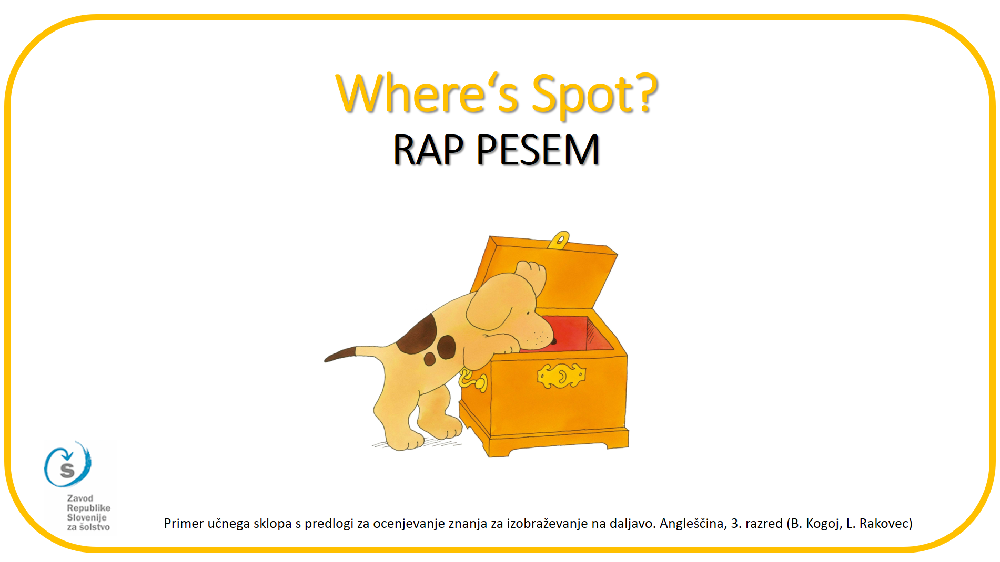 Where‘s Spot?
RAP PESEM
Š
Zavod
Republike
Slovenije
za šolstvo
Primer učnega sklopa s predlogi za ocenjevanje znanja za izobraževanje na daljavo. Angleščina, 3. razred (B. Kogoj, L. Rakovec)